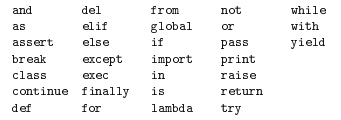 and del from not while
as elif global or with
assert else if pass yield
break except import print
class exec in raise
continue finally is return
def for lambda try